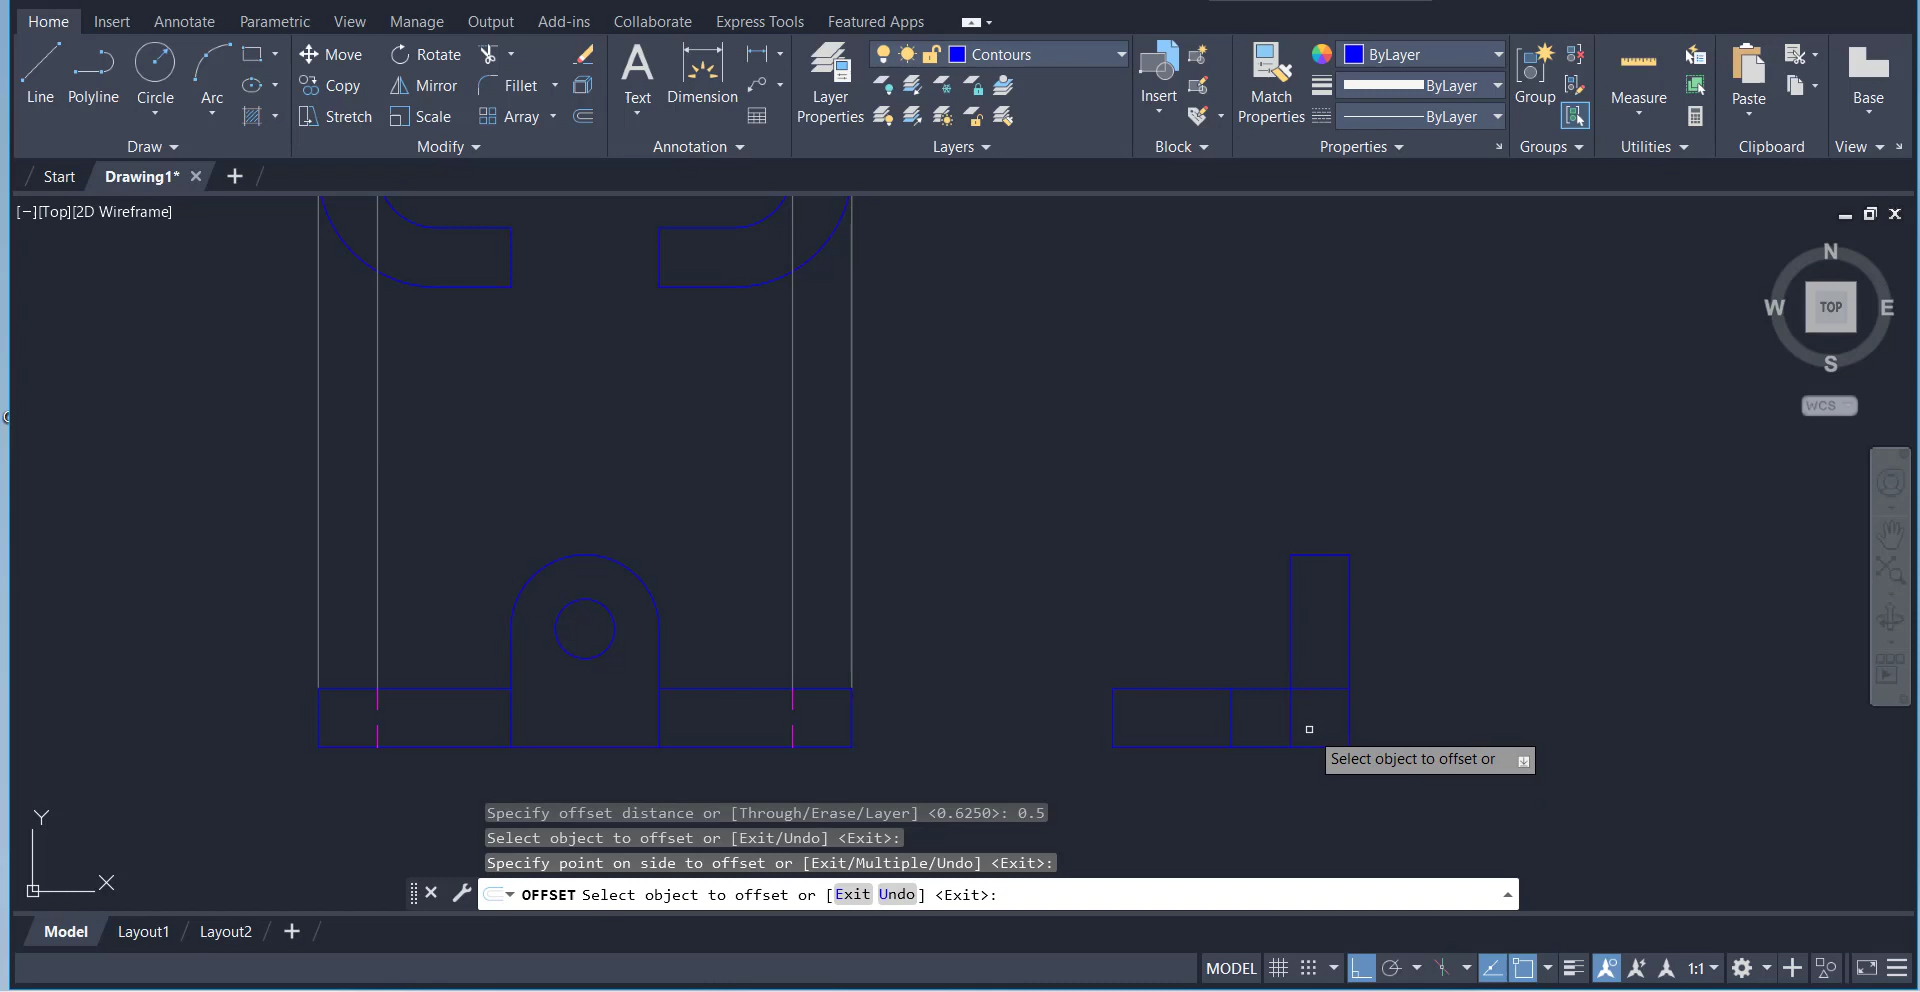 Home Insert Annotate Parametric View Manage Output Add-ins Collaborate Express Tools Featured Apps
Line Polyline Circle Arc
Move Rotate
Copy Mirror Fillet
Stretch Scale Array
Text Dimension
Layer Properties
Contours
Insert
Match Properties
ByLayer
ByLayer
ByLayer
Group
Measure
Paste
Base
Draw Modify Annotation Layers Block Properties Groups Utilities Clipboard View
Start Drawing1*
[−][Top][2D Wireframe]
N
W TOP E
S
WCS
Select object to offset or
Y
X
Specify offset distance or [Through/Erase/Layer] <0.6250>: 0.5
Select object to offset or [Exit/Undo] <Exit>:
Specify point on side to offset or [Exit/Multiple/Undo] <Exit>:
OFFSET Select object to offset or [Exit Undo] <Exit>:
Model Layout1 Layout2
MODEL 1:1